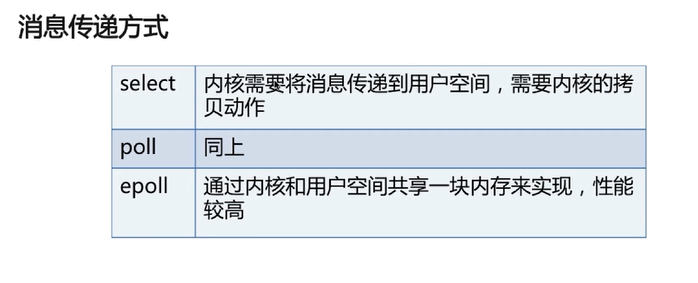 消息传递方式
select 内核需要将消息传递到用户空间，需要内核的拷
贝动作
poll 同上
epoll 通过内核和用户空间共享一块内存来实现，性能
较高